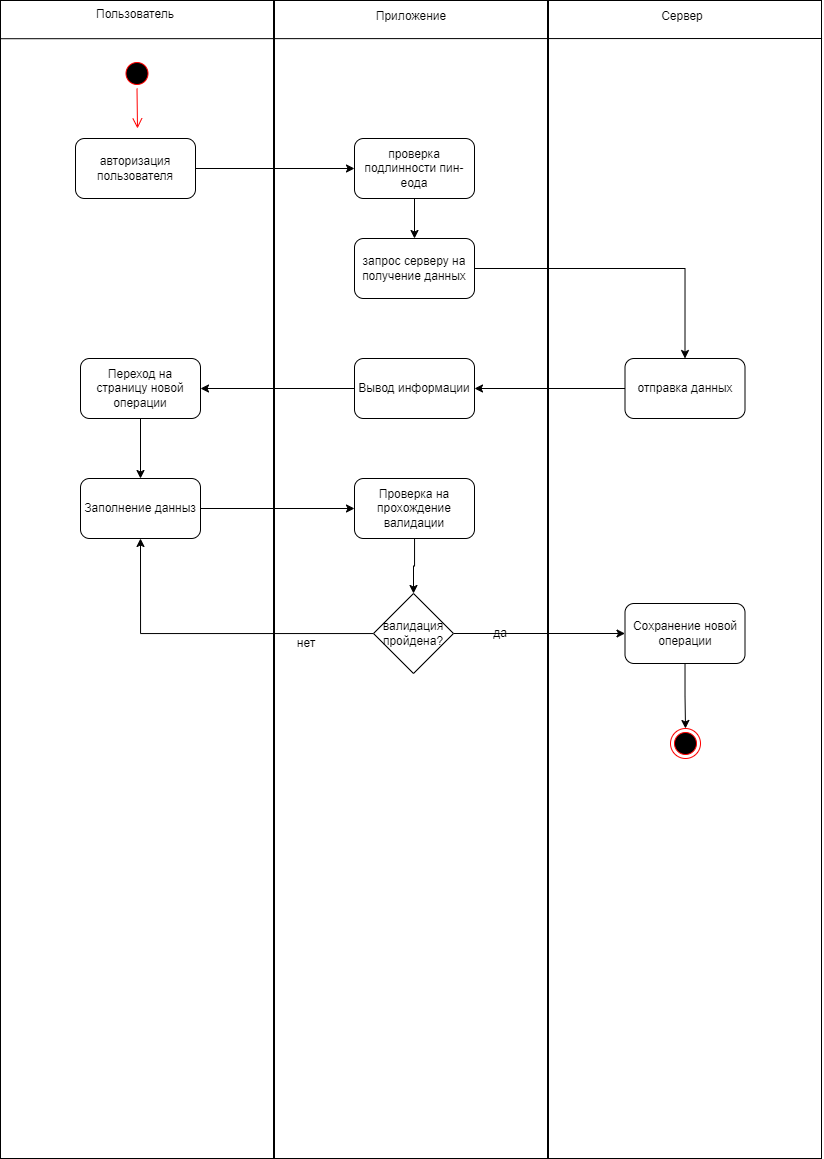 Пользователь
Приложение
Сервер
авторизация
пользователя
проверка
подлинности пин-
еода
запрос серверу на
получение данных
Переход на
страницу новой
операции
Вывод информации
отправка данных
Заполнение данныз
Проверка на
прохождение
валидации
валидация
пройдена?
нет
да
Сохранение новой
операции